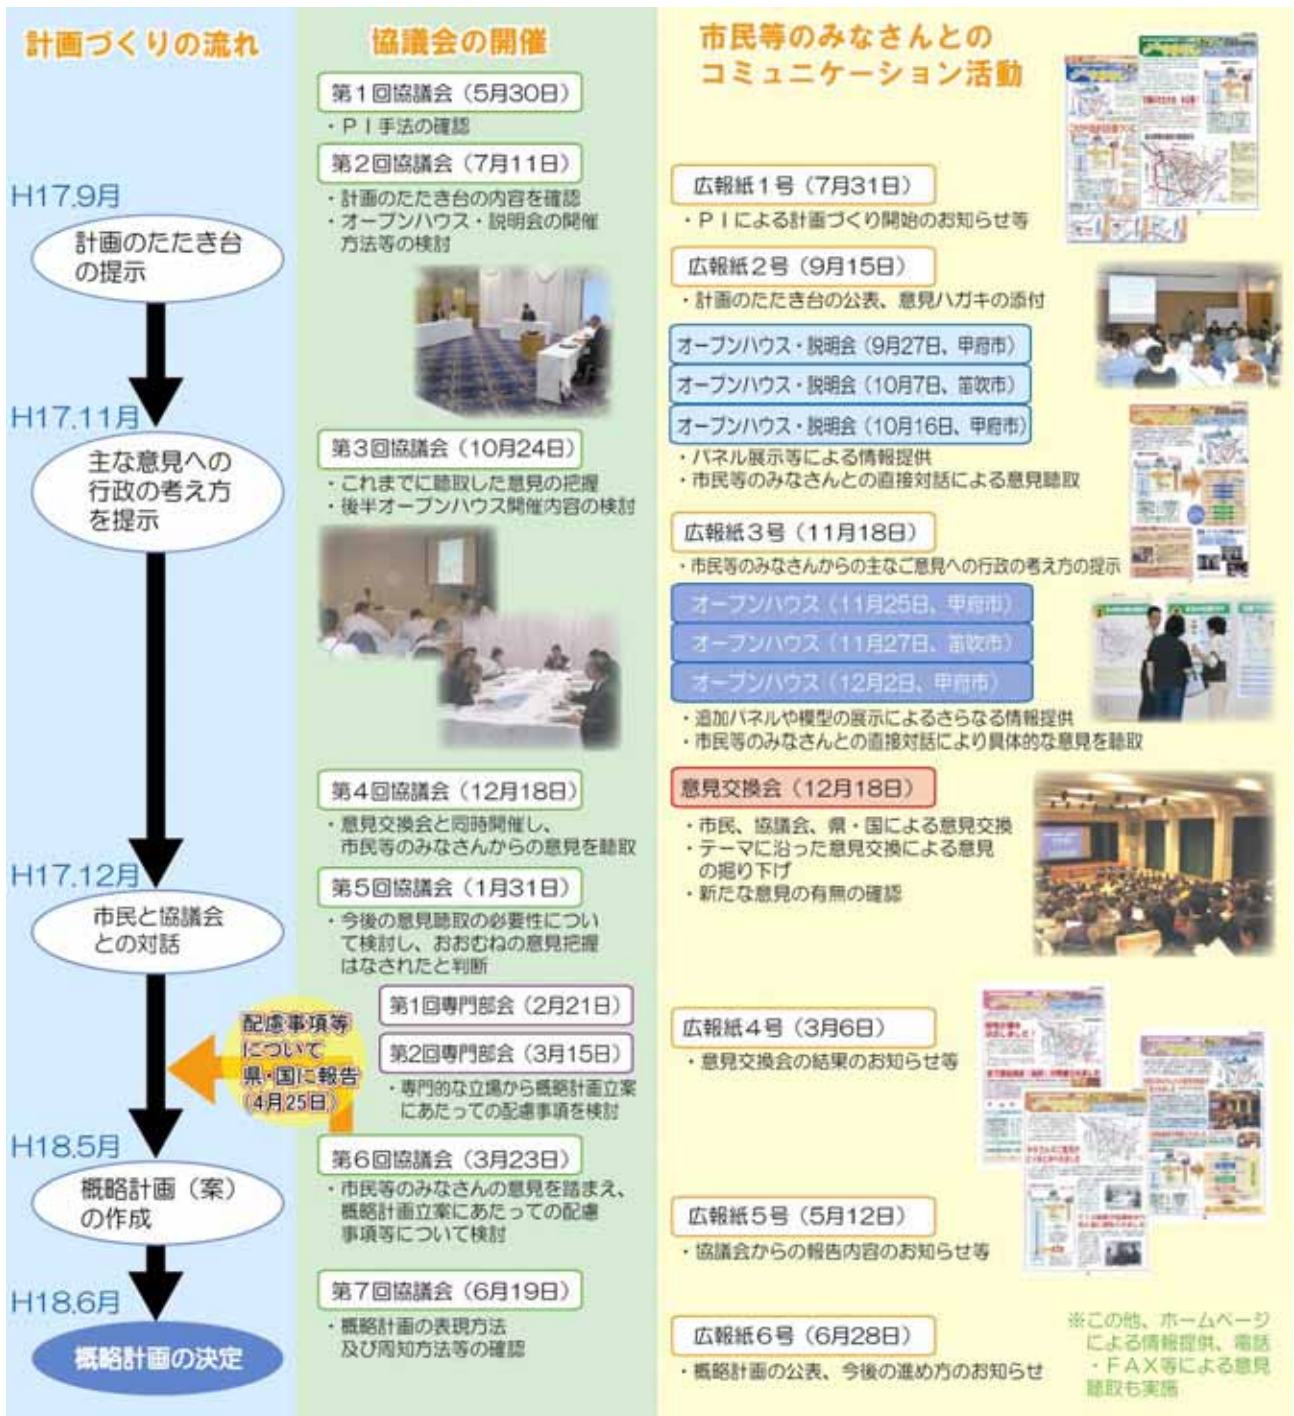 計画づくりの流れ
H17.9月
計画のたたき台
の提示
H17.11月
主な意見への
行政の考え方
を提示
H17.12月
市民と協議会
との対話
配慮事項等
について
県・国に報告
(4月25日)
H18.5月
概略計画（案）
の作成
H18.6月
概略計画の決定
協議会の開催
第1回協議会（5月30日）
・ＰＩ手法の確認
第2回協議会（7月11日）
・計画のたたき台の内容を確認
・オープンハウス・説明会の開催
方法等の検討
第3回協議会（10月24日）
・これまでに聴取した意見の把握
・後半オープンハウス開催内容の検討
第4回協議会（12月18日）
・意見交換会と同時開催し、
市民等のみなさんからの意見を聴取
第5回協議会（1月31日）
・今後の意見聴取の必要性につい
て検討し、おおむねの意見把握
はなされたと判断
第1回専門部会（2月21日）
第2回専門部会（3月15日）
・専門的な立場から概略計画立案
にあたっての配慮事項を検討
第6回協議会（3月23日）
・市民等のみなさんの意見を踏まえ、
概略計画立案にあたっての配慮
事項等について検討
第7回協議会（6月19日）
・概略計画の表現方法
及び周知方法等の確認
市民等のみなさんとの
コミュニケーション活動
広報紙1号（7月31日）
・ＰＩによる計画づくり開始のお知らせ等
広報紙2号（9月15日）
・計画のたたき台の公表、意見ハガキの添付
オープンハウス・説明会（9月27日、甲府市）
オープンハウス・説明会（10月7日、笛吹市）
オープンハウス・説明会（10月16日、甲府市）
・パネル展示等による情報提供
・市民等のみなさんとの直接対話による意見聴取
広報紙3号（11月18日）
・市民等のみなさんからの主なご意見への行政の考え方の提示
オープンハウス（11月25日、甲府市）
オープンハウス（11月27日、笛吹市）
オープンハウス（12月2日、甲府市）
・追加パネルや模型の展示によるさらなる情報提供
・市民等のみなさんとの直接対話により具体的な意見を聴取
意見交換会（12月18日）
・市民、協議会、県・国による意見交換
・テーマに沿った意見交換による意見
の掘り下げ
・新たな意見の有無の確認
広報紙4号（3月6日）
・意見交換会の結果のお知らせ等
広報紙5号（5月12日）
・協議会からの報告内容のお知らせ等
広報紙6号（6月28日）
・概略計画の公表、今後の進め方のお知らせ
※この他、ホームページ
による情報提供、電話
・ＦＡＸ等による意見
聴取も実施